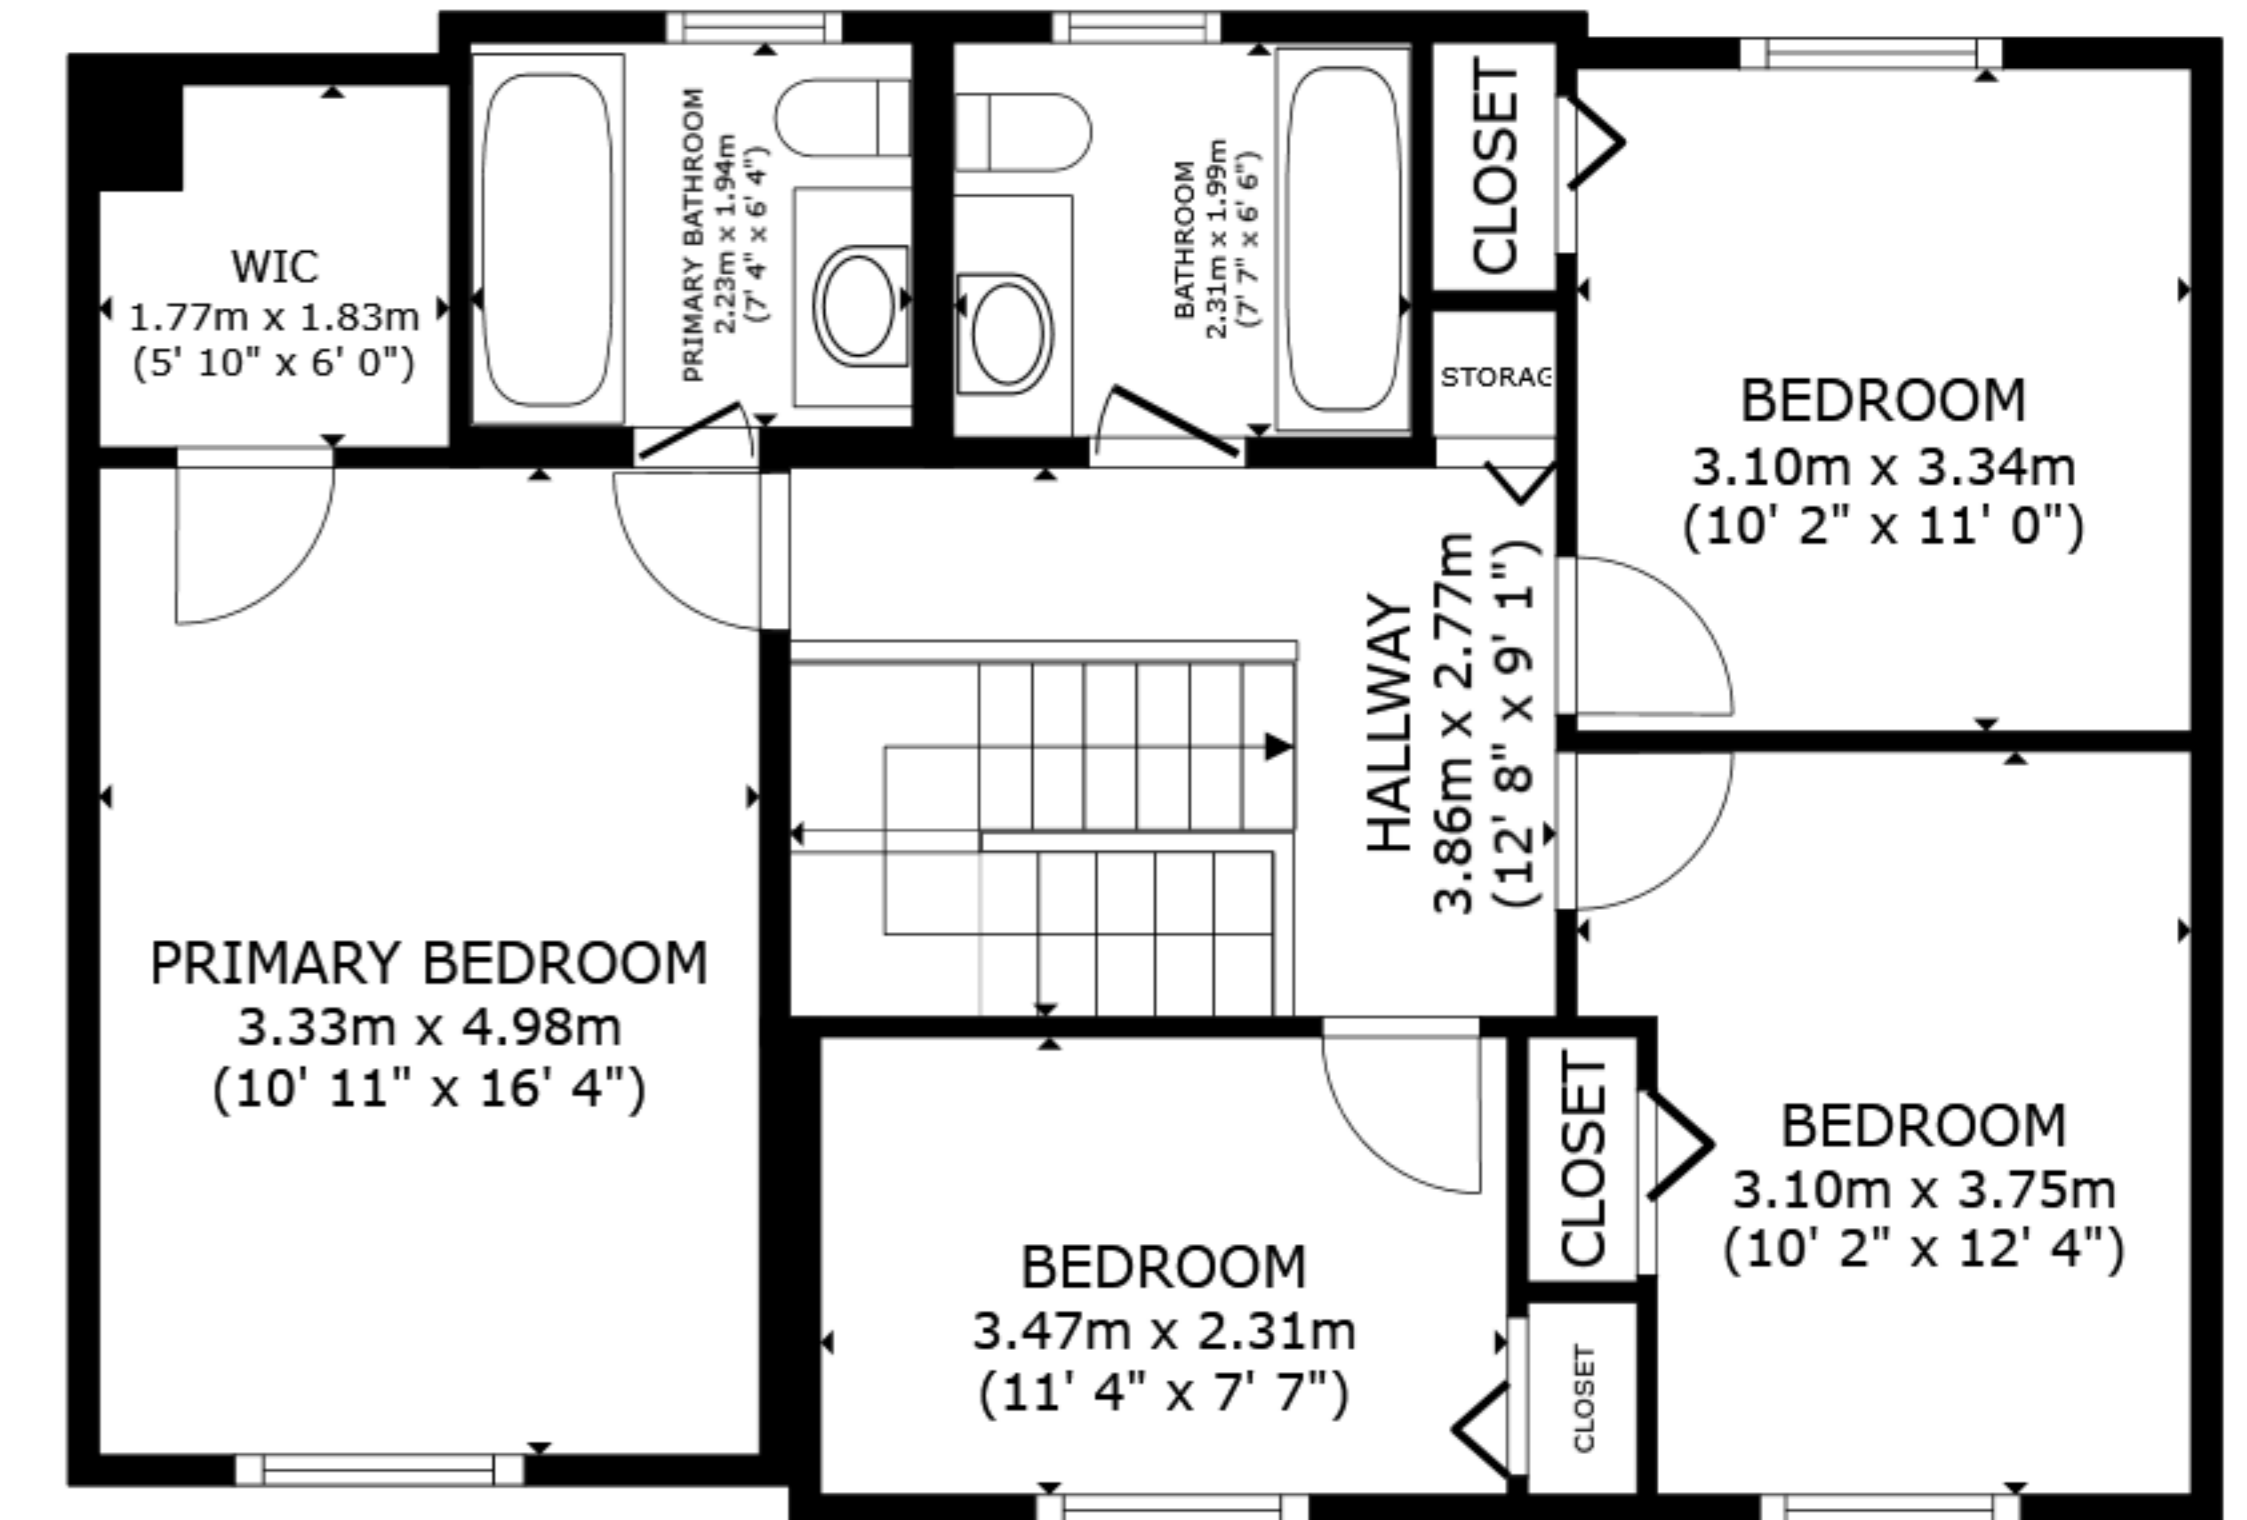 WIC
1.77m x 1.83m
(5' 10" x 6' 0")
PRIMARY BATHROOM
2.23m x 1.94m
(7' 4" x 6' 4")
BATHROOM
2.31m x 1.99m
(7' 7" x 6' 6")
CLOSET
STORAG
BEDROOM
3.10m x 3.34m
(10' 2" x 11' 0")
HALLWAY
3.86m x 2.77m
(12' 8" x 9' 1")
PRIMARY BEDROOM
3.33m x 4.98m
(10' 11" x 16' 4")
BEDROOM
3.47m x 2.31m
(11' 4" x 7' 7")
CLOSET
CLOSET
BEDROOM
3.10m x 3.75m
(10' 2" x 12' 4")